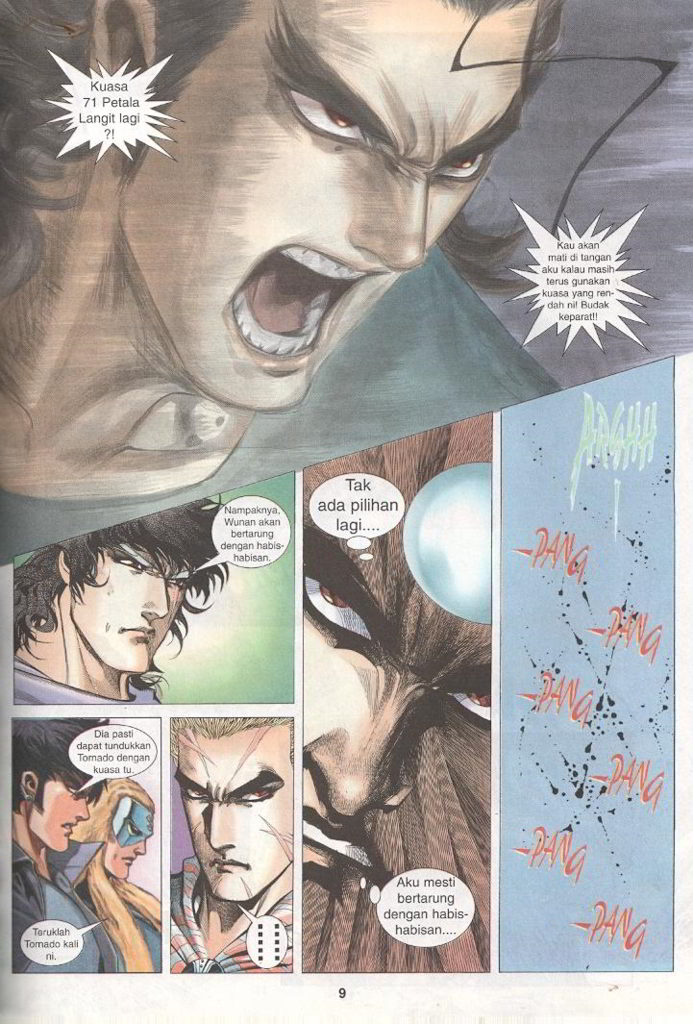 Kuasa
71 Petala
Langit lagi
?!
Kau akan
mati di tangan
aku kalau masih
terus gunakan
kuasa yang ren-
dah ni! Budak
keparat!!
Nampaknya,
Wunan akan
bertarung
dengan habis-
habisan.
Tak
ada pilihan
lagi....
ARGHH
!
PANG
PANG
PANG
PANG
PANG
PANG
Dia pasti
dapat tundukkan
Tornado dengan
kuasa tu.
Teruklah
Tornado kali
ni.
Aku mesti
bertarung
dengan habis-
habisan....
9